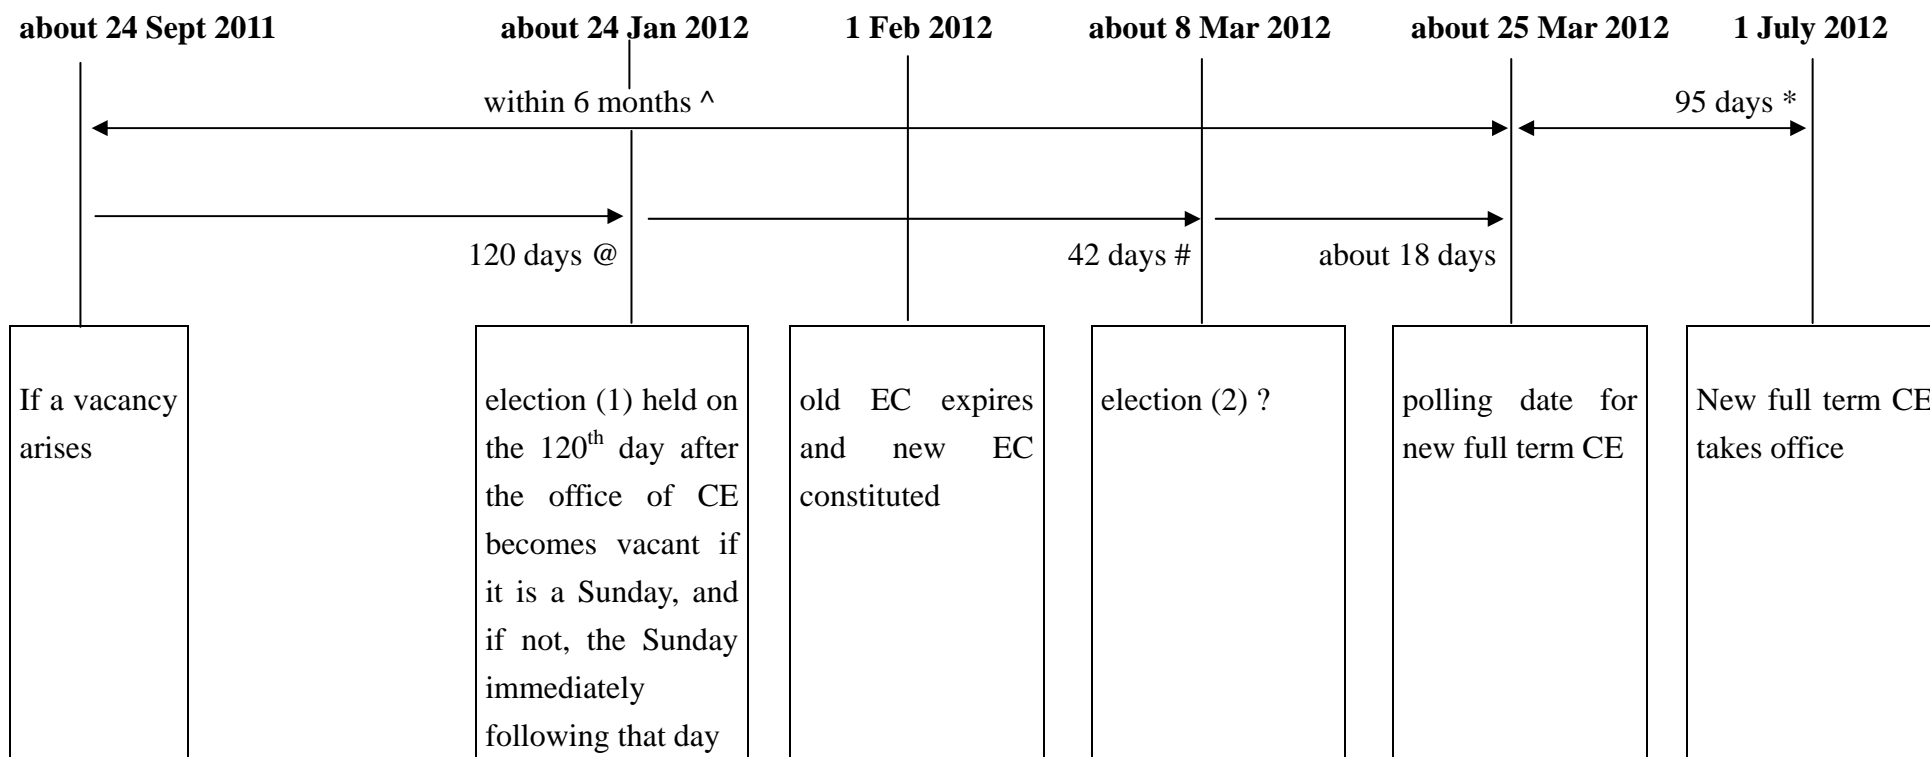 about 24 Sept 2011 about 24 Jan 2012 1 Feb 2012 about 8 Mar 2012 about 25 Mar 2012 1 July 2012
within 6 months ^ 95 days *
120 days @ 42 days # about 18 days
If a vacancy
arises
election (1) held on
the 120th day after
the office of CE
becomes vacant if
it is a Sunday, and
if not, the Sunday
immediately
following that day
old EC expires
and new EC
constituted
election (2) ?
polling date for
new full term CE
New full term CE
takes office